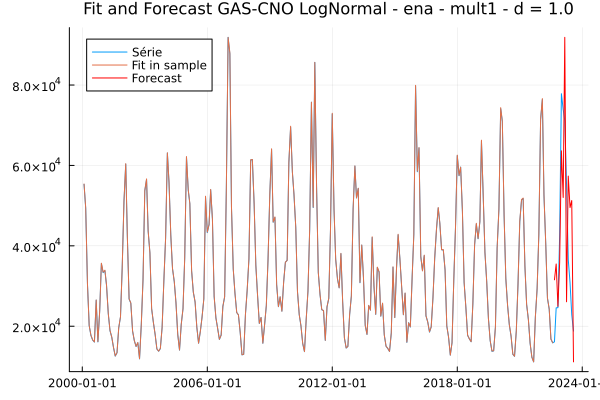 Fit and Forecast GAS-CNO LogNormal - ena - mult1 - d = 1.0
Série
Fit in sample
Forecast
8.0×10⁴
6.0×10⁴
4.0×10⁴
2.0×10⁴
2000-01-01 2006-01-01 2012-01-01 2018-01-01 2024-01-